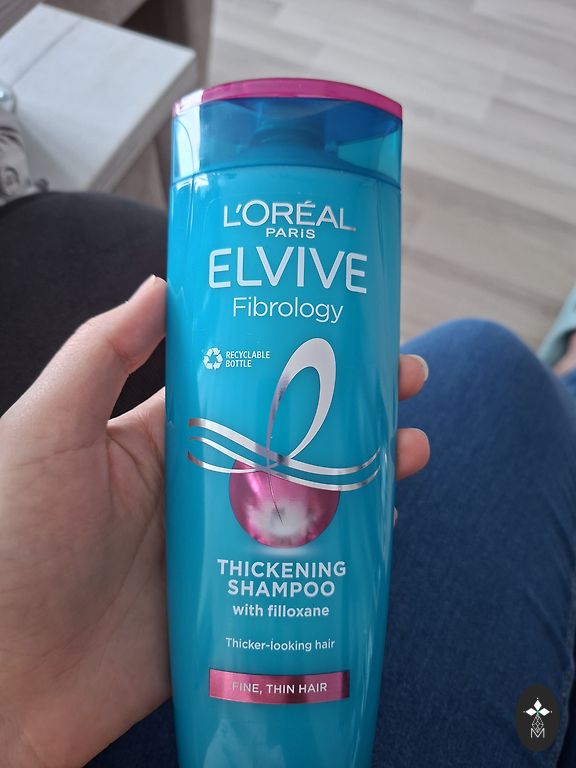 L'ORÉAL
PARIS
ELVIVE
Fibrology
RECYCLABLE
BOTTLE
THICKENING
SHAMPOO
with filloxane
Thicker-looking hair
FINE, THIN HAIR